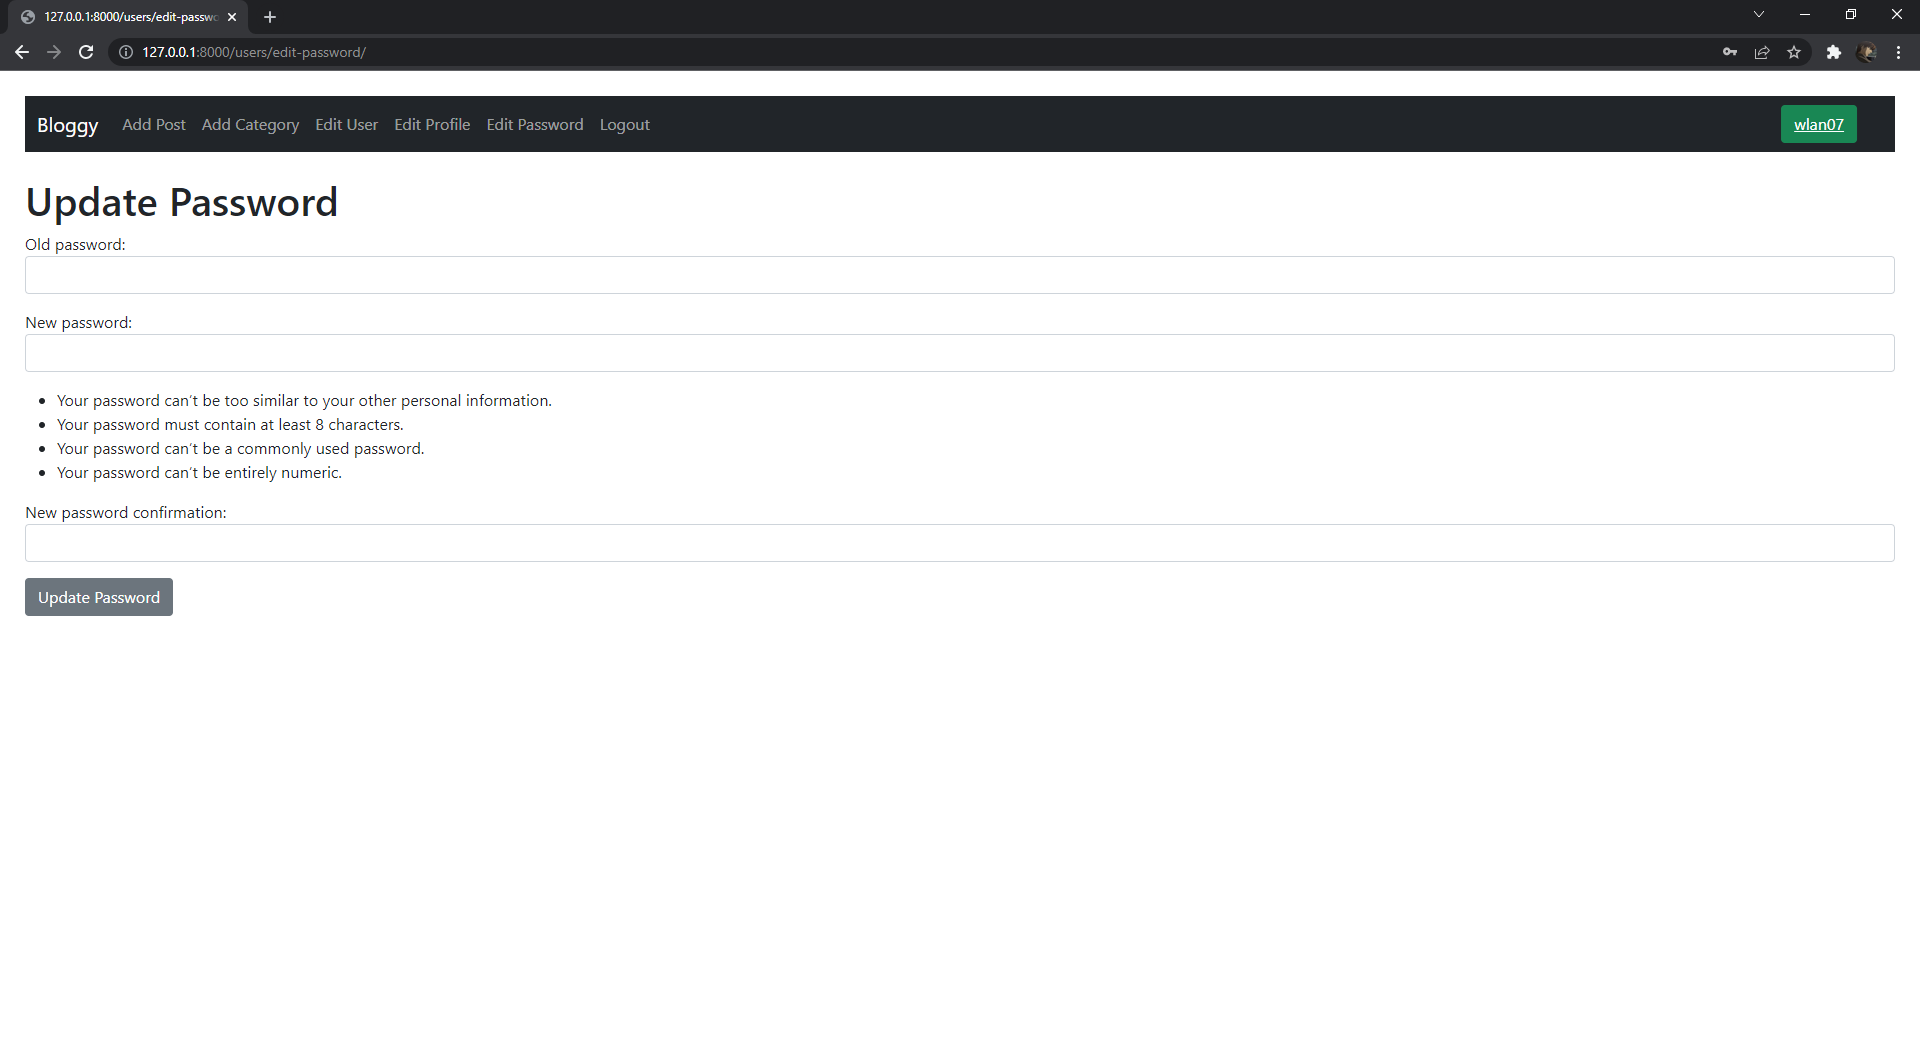 127.0.0.1:8000/users/edit-passwo
127.0.0.1:8000/users/edit-password/
Bloggy Add Post Add Category Edit User Edit Profile Edit Password Logout wlan07
Update Password
Old password:
New password:
Your password can’t be too similar to your other personal information.
Your password must contain at least 8 characters.
Your password can’t be a commonly used password.
Your password can’t be entirely numeric.
New password confirmation:
Update Password